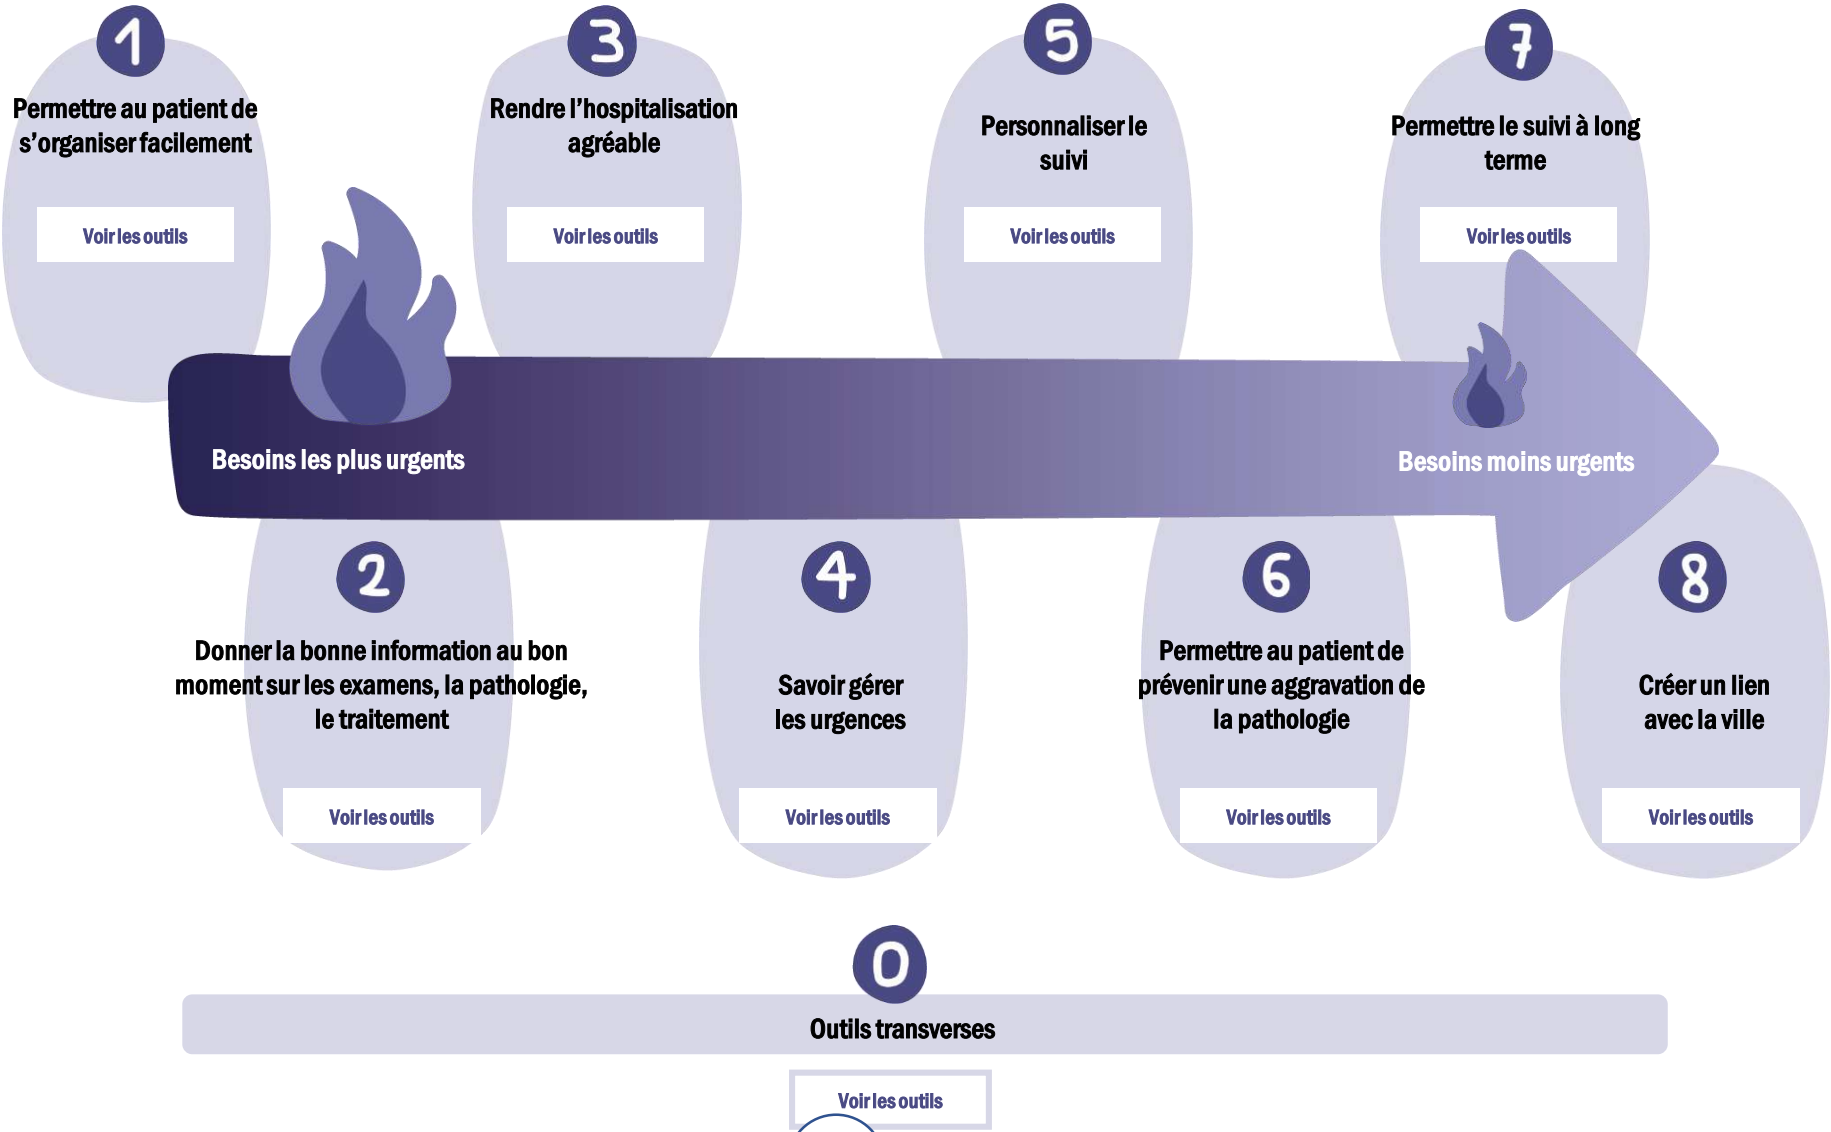 1
Permettre au patient de
s'organiser facilement
Voir les outils
3
Rendre l'hospitalisation
agréable
Voir les outils
5
Personnaliser le
suivi
Voir les outils
7
Permettre le suivi à long
terme
Voir les outils
Besoins les plus urgents
Besoins moins urgents
2
Donner la bonne information au bon
moment sur les examens, la pathologie,
le traitement
Voir les outils
4
Savoir gérer
les urgences
Voir les outils
6
Permettre au patient de
prévenir une aggravation de
la pathologie
Voir les outils
8
Créer un lien
avec la ville
Voir les outils
0
Outils transverses
Voir les outils